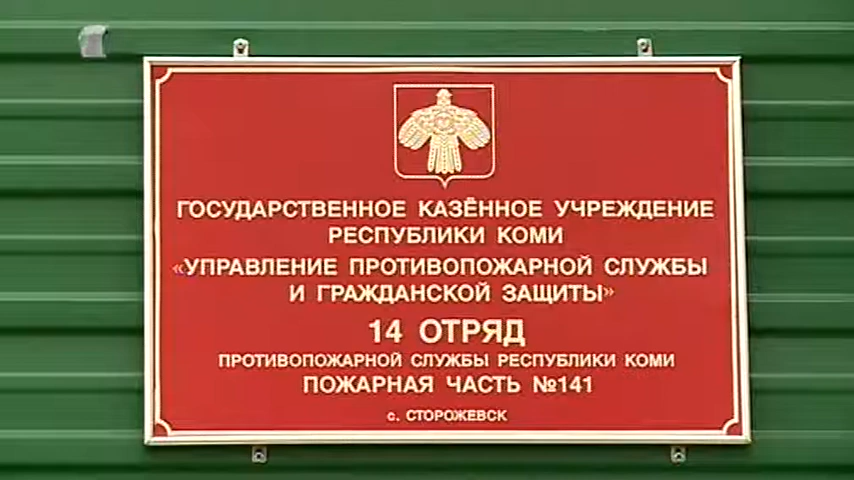 ГОСУДАРСТВЕННОЕ КАЗЁННОЕ УЧРЕЖДЕНИЕ
РЕСПУБЛИКИ КОМИ
«УПРАВЛЕНИЕ ПРОТИВОПОЖАРНОЙ СЛУЖБЫ
И ГРАЖДАНСКОЙ ЗАЩИТЫ»
14 ОТРЯД
ПРОТИВОПОЖАРНОЙ СЛУЖБЫ РЕСПУБЛИКИ КОМИ
ПОЖАРНАЯ ЧАСТЬ №141
с. СТОРОЖЕВСК